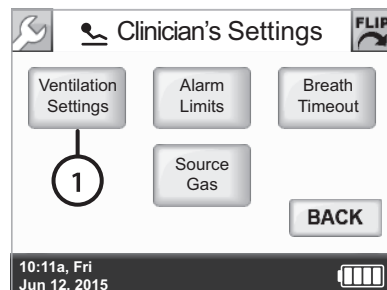 Clinician's Settings
FLIP
Ventilation
Settings
Alarm
Limits
Breath
Timeout
1
Source
Gas
BACK
10:11a, Fri
Jun 12, 2015